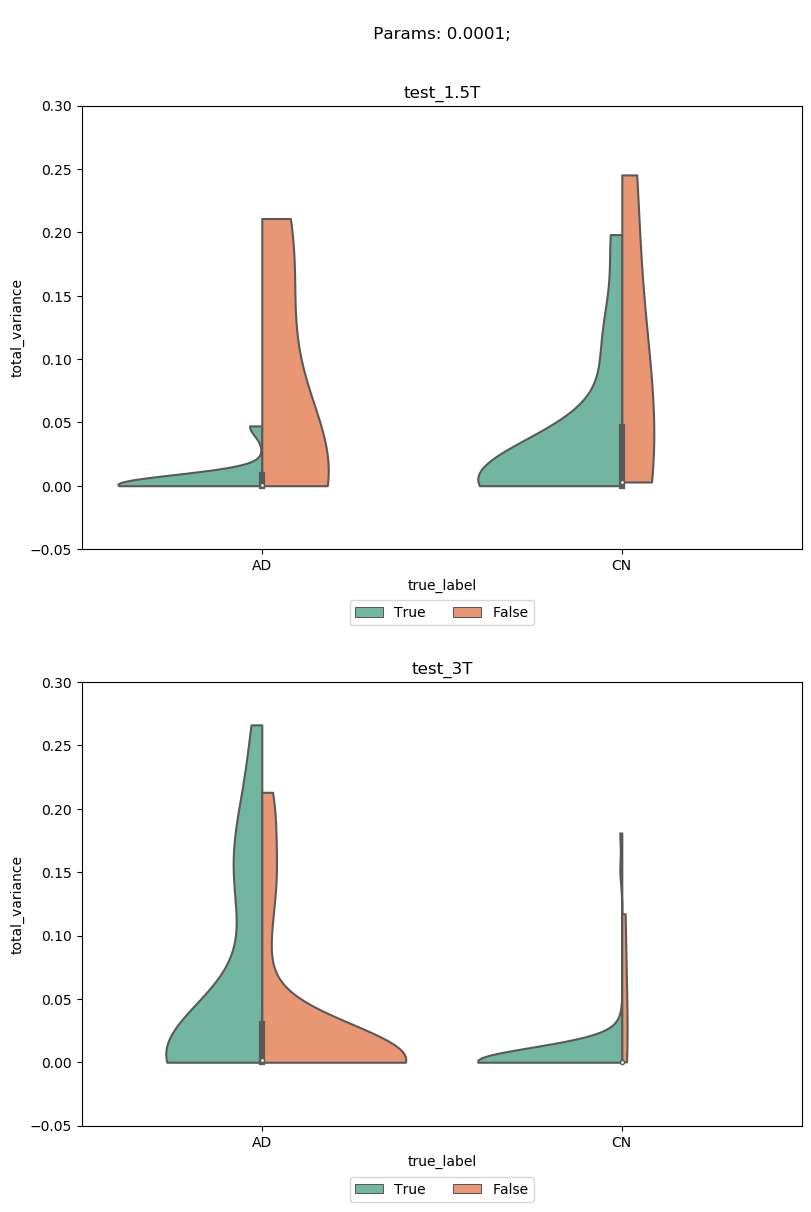 Params: 0.0001;
test_1.5T
0.30
0.25
0.20
0.15
0.10
0.05
0.00
−0.05
total_variance
AD CN
true_label
True False
test_3T
0.30
0.25
0.20
0.15
0.10
0.05
0.00
−0.05
total_variance
AD CN
true_label
True False